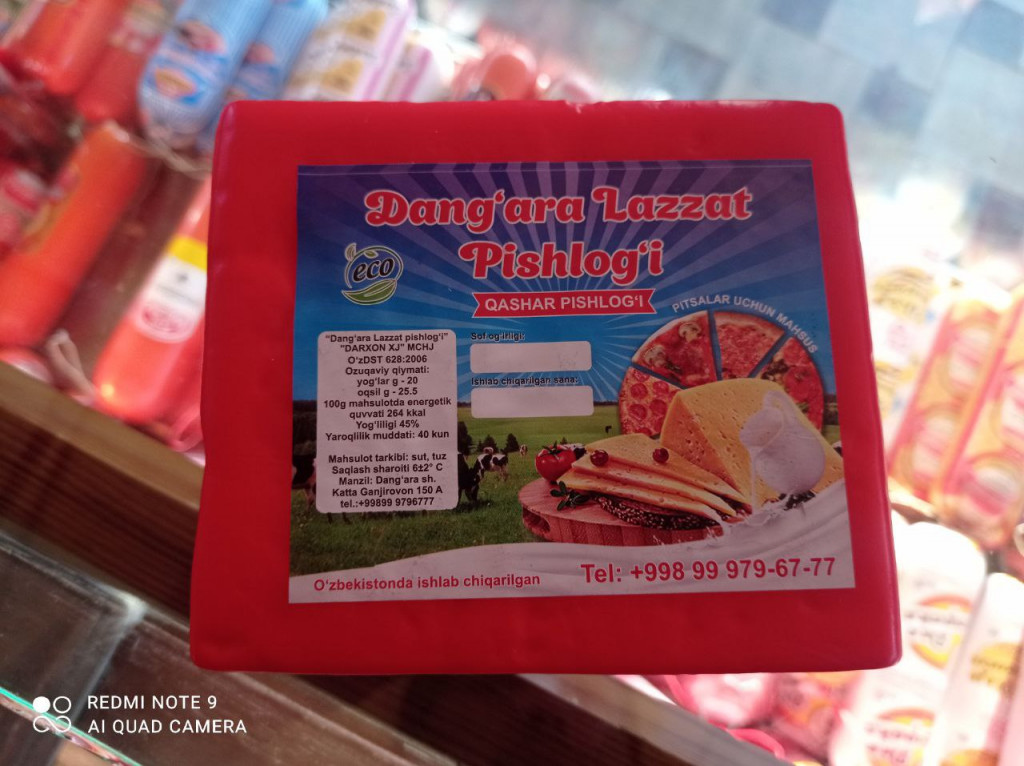 Dang‘ara Lazzat
Pishlog‘i
eco
QASHAR PISHLOG‘I
PITSALAR UCHUN MAHSUS
"Dang‘ara Lazzat pishlog‘i"
"DARXON XJ" MCHJ
O‘zDST 628:2006
Ozuqaviy qiymati:
yog‘lar g - 20
oqsil g - 25.5
100g mahsulotda energetik
quvvati 264 kkal
Yog‘liligi 45%
Yaroqlilik muddati: 40 kun
Mahsulot tarkibi: sut, tuz
Saqlash sharoiti 6±2° C
Manzil: Dang‘ara sh.
Katta Ganjirovon 150 A
tel.:+99899 9796777
Sof og‘irligi:
Ishlab chiqarilgan sana:
O‘zbekistonda ishlab chiqarilgan
Tel: +998 99 979-67-77
REDMI NOTE 9
AI QUAD CAMERA